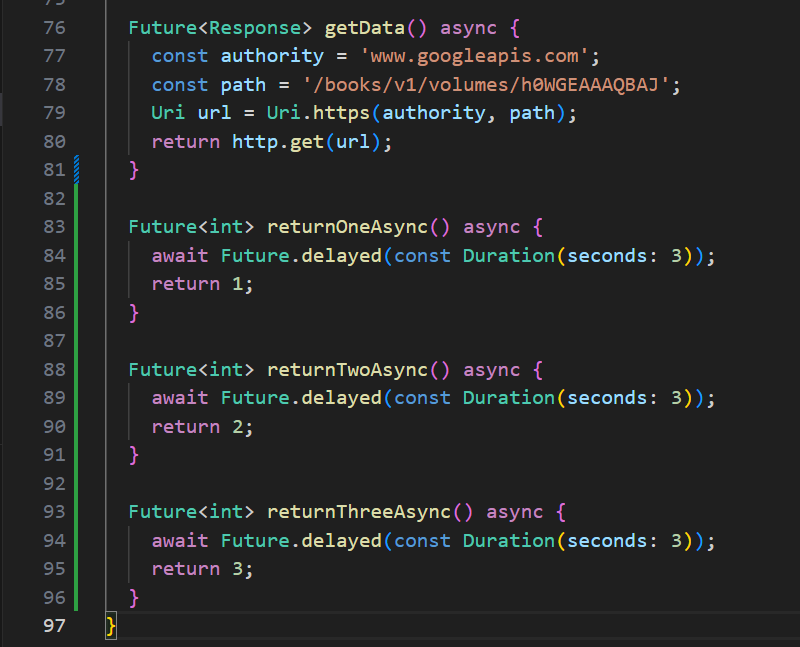 76 Future<Response> getData() async {
77 const authority = 'www.googleapis.com';
78 const path = '/books/v1/volumes/h0WGEAAAQBAJ';
79 Uri url = Uri.https(authority, path);
80 return http.get(url);
81 }
82
83 Future<int> returnOneAsync() async {
84 await Future.delayed(const Duration(seconds: 3));
85 return 1;
86 }
87
88 Future<int> returnTwoAsync() async {
89 await Future.delayed(const Duration(seconds: 3));
90 return 2;
91 }
92
93 Future<int> returnThreeAsync() async {
94 await Future.delayed(const Duration(seconds: 3));
95 return 3;
96 }
97 }